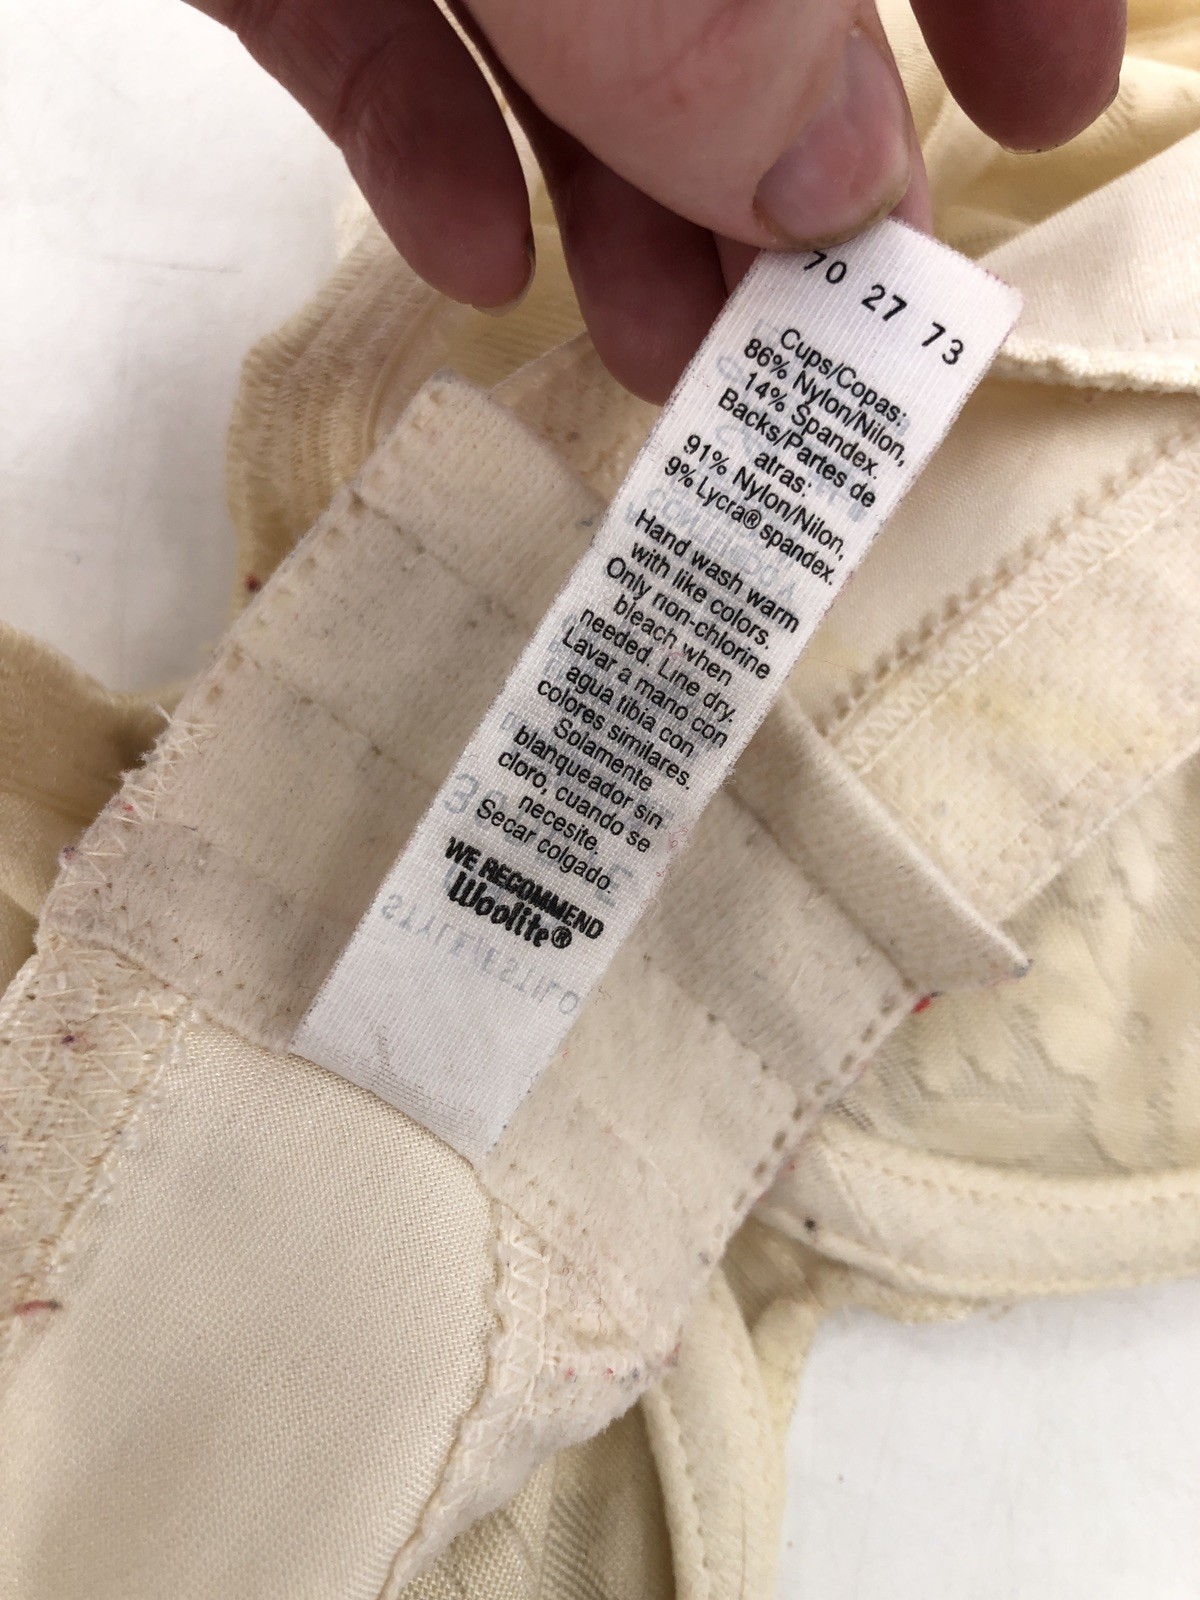 70 27 73
Cups/Copas:
86% Nylon/Nilon,
14% Spandex.
Backs/Partes de
atras:
91% Nylon/Nilon,
9% Lycra® spandex.
Hand wash warm
with like colors.
Only non-chlorine
bleach when
needed. Line dry.
Lavar a mano con
agua tibia con
colores similares.
Solamente
blanqueador sin
cloro, cuando se
necesite.
Secar colgado.
WE RECOMMEND
Woolite®
STYLE/ESTILO